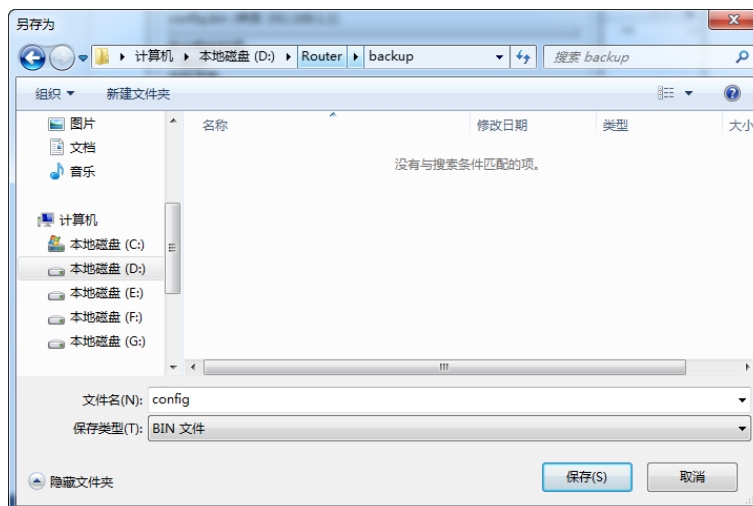 另存为
计算机 本地磁盘 (D:) Router backup
搜索 backup
组织
新建文件夹
图片
文档
音乐
计算机
本地磁盘 (C:)
本地磁盘 (D:)
本地磁盘 (E:)
本地磁盘 (F:)
本地磁盘 (G:)
名称 修改日期 类型 大小
没有与搜索条件匹配的项。
文件名(N): config
保存类型(T): BIN 文件
隐藏文件夹
保存(S)
取消